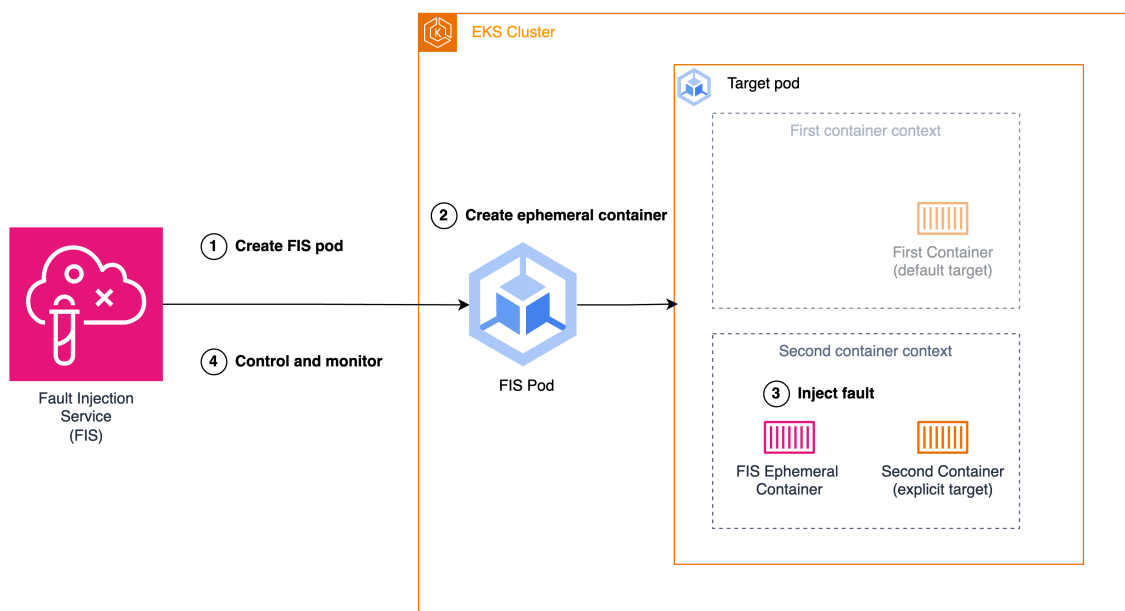 EKS Cluster
Target pod
First container context
First Container
(default target)
2 Create ephemeral container
1 Create FIS pod
4 Control and monitor
Fault Injection
Service
(FIS)
FIS Pod
Second container context
3 Inject fault
FIS Ephemeral
Container
Second Container
(explicit target)
K